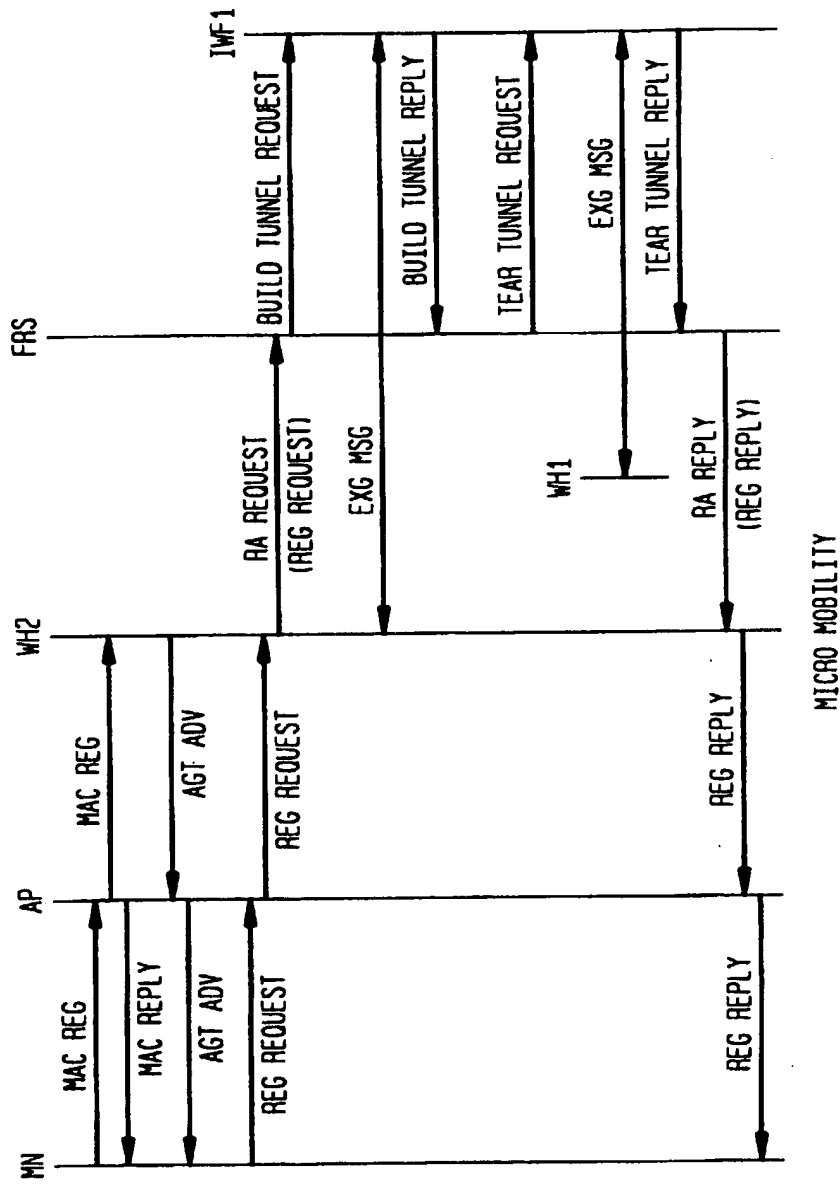 MN
AP
WH2
FRS
IWF1
MAC REG
MAC REG
MAC REPLY
AGT ADV
AGT ADV
REG REQUEST
REG REQUEST
RA REQUEST
(REG REQUEST)
BUILD TUNNEL REQUEST
EXG MSG
BUILD TUNNEL REPLY
TEAR TUNNEL REQUEST
WH1
EXG MSG
TEAR TUNNEL REPLY
RA REPLY
(REG REPLY)
REG REPLY
REG REPLY
MICRO MOBILITY